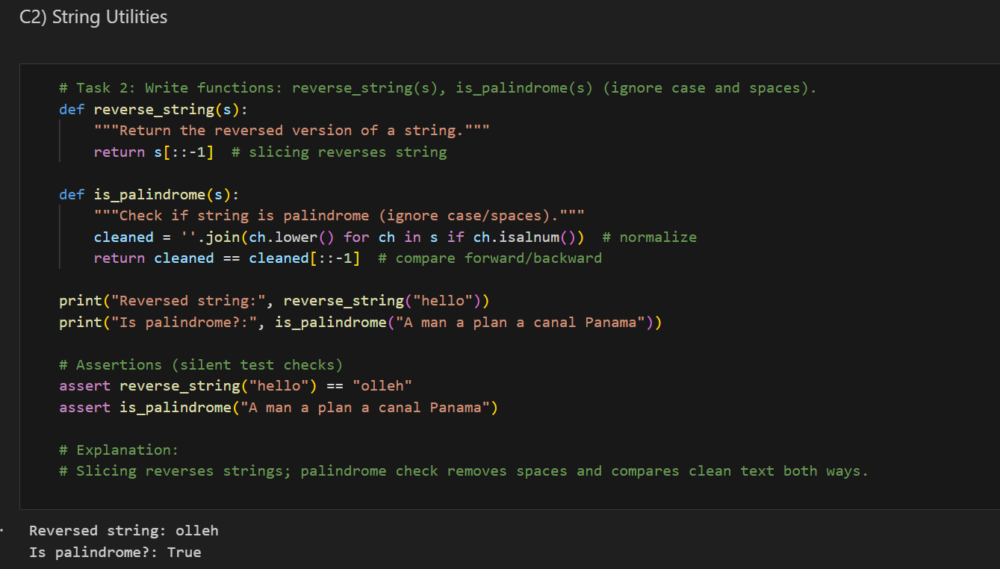 C2) String Utilities
# Task 2: Write functions: reverse_string(s), is_palindrome(s) (ignore case and spaces).
def reverse_string(s):
    """Return the reversed version of a string."""
    return s[::-1]  # slicing reverses string
def is_palindrome(s):
    """Check if string is palindrome (ignore case/spaces)."""
    cleaned = ''.join(ch.lower() for ch in s if ch.isalnum())  # normalize
    return cleaned == cleaned[::-1]  # compare forward/backward
print("Reversed string:", reverse_string("hello"))
print("Is palindrome?:", is_palindrome("A man a plan a canal Panama"))
# Assertions (silent test checks)
assert reverse_string("hello") == "olleh"
assert is_palindrome("A man a plan a canal Panama")
# Explanation:
# Slicing reverses strings; palindrome check removes spaces and compares clean text both ways.
Reversed string: olleh
Is palindrome?: True